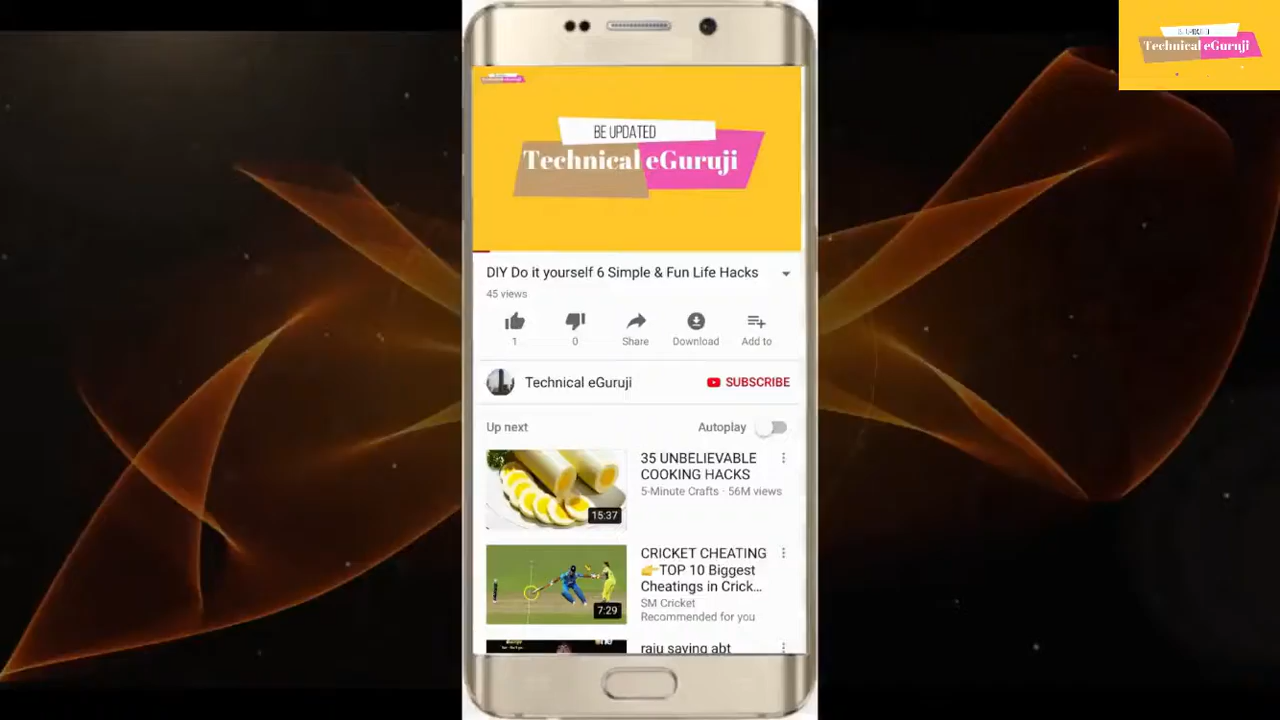 BE UPDATED
Technical eGuruji
BE UPDATED
Technical eGuruji
DIY Do it yourself 6 Simple & Fun Life Hacks
45 views
1
0
Share
Download
Add to
Technical eGuruji
SUBSCRIBE
Up next
Autoplay
35 UNBELIEVABLE
COOKING HACKS
5-Minute Crafts · 56M views
15:37
CRICKET CHEATING
👉TOP 10 Biggest
Cheatings in Crick...
SM Cricket
Recommended for you
7:29
raju saying abt